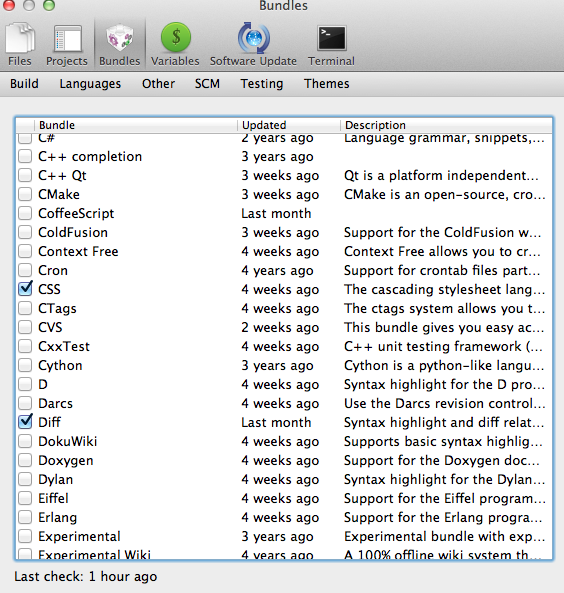 Bundles
Files Projects Bundles Variables Software Update Terminal
Build Languages Other SCM Testing Themes
Bundle Updated Description
C# 2 years ago Language grammar, snippets,...
C++ completion 3 years ago
C++ Qt 3 weeks ago Qt is a platform independent...
CMake 3 weeks ago CMake is an open-source, cro...
CoffeeScript Last month
ColdFusion 3 weeks ago Support for the ColdFusion w...
Context Free 4 weeks ago Context Free allows you to cr...
Cron 4 years ago Support for crontab files part...
CSS 4 weeks ago The cascading stylesheet lang...
CTags 4 weeks ago The ctags system allows you t...
CVS 2 weeks ago This bundle gives you easy ac...
CxxTest 4 weeks ago C++ unit testing framework (...
Cython 3 years ago Cython is a python-like langu...
D 4 weeks ago Syntax highlight for the D pro...
Darcs 4 weeks ago Use the Darcs revision control...
Diff Last month Syntax highlight and diff relat...
DokuWiki 4 weeks ago Supports basic syntax highlig...
Doxygen 4 weeks ago Support for the Doxygen doc...
Dylan 4 weeks ago Syntax highlight for the Dylan...
Eiffel 4 weeks ago Support for the Eiffel program...
Erlang 4 weeks ago Support for the Erlang progra...
Experimental 3 years ago Experimental bundle with exp...
Experimental Wiki 4 years ago A 100% offline wiki system th...
Last check: 1 hour ago